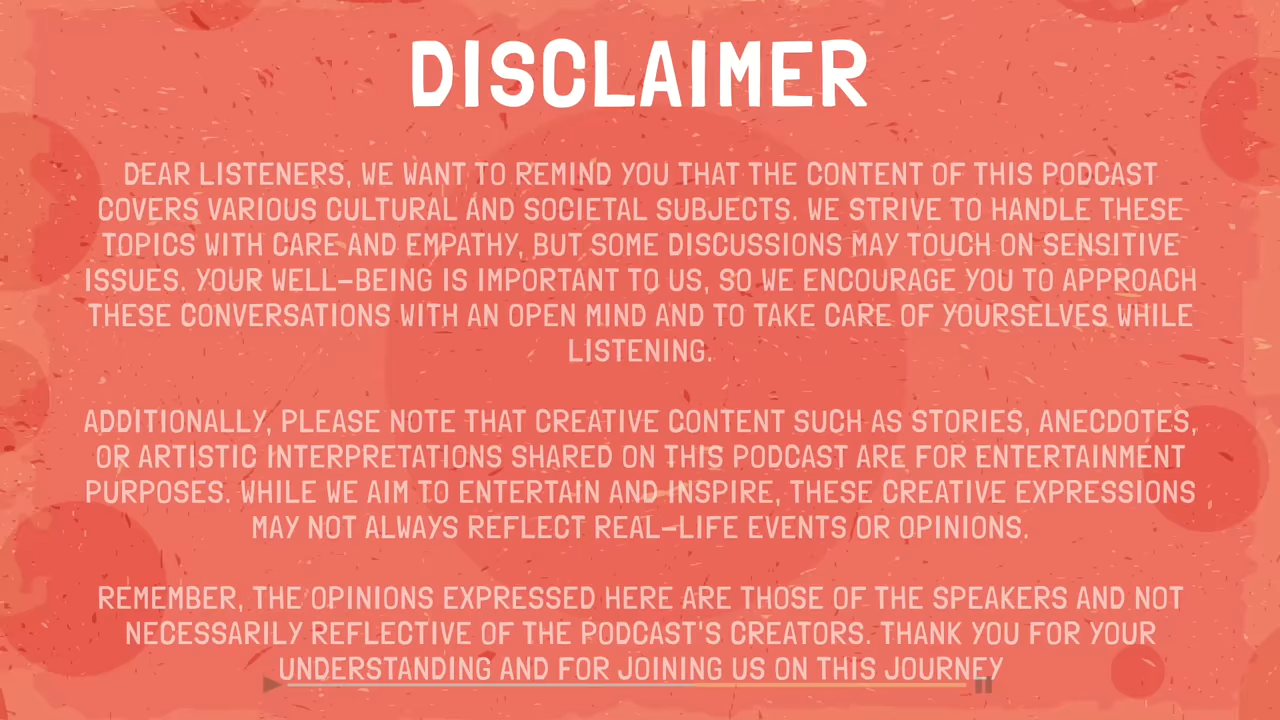 DISCLAIMER
DEAR LISTENERS, WE WANT TO REMIND YOU THAT THE CONTENT OF THIS PODCAST
COVERS VARIOUS CULTURAL AND SOCIETAL SUBJECTS. WE STRIVE TO HANDLE THESE
TOPICS WITH CARE AND EMPATHY, BUT SOME DISCUSSIONS MAY TOUCH ON SENSITIVE
ISSUES. YOUR WELL-BEING IS IMPORTANT TO US, SO WE ENCOURAGE YOU TO APPROACH
THESE CONVERSATIONS WITH AN OPEN MIND AND TO TAKE CARE OF YOURSELVES WHILE
LISTENING.
ADDITIONALLY, PLEASE NOTE THAT CREATIVE CONTENT SUCH AS STORIES, ANECDOTES,
OR ARTISTIC INTERPRETATIONS SHARED ON THIS PODCAST ARE FOR ENTERTAINMENT
PURPOSES. WHILE WE AIM TO ENTERTAIN AND INSPIRE, THESE CREATIVE EXPRESSIONS
MAY NOT ALWAYS REFLECT REAL-LIFE EVENTS OR OPINIONS.
REMEMBER, THE OPINIONS EXPRESSED HERE ARE THOSE OF THE SPEAKERS AND NOT
NECESSARILY REFLECTIVE OF THE PODCAST'S CREATORS. THANK YOU FOR YOUR
UNDERSTANDING AND FOR JOINING US ON THIS JOURNEY